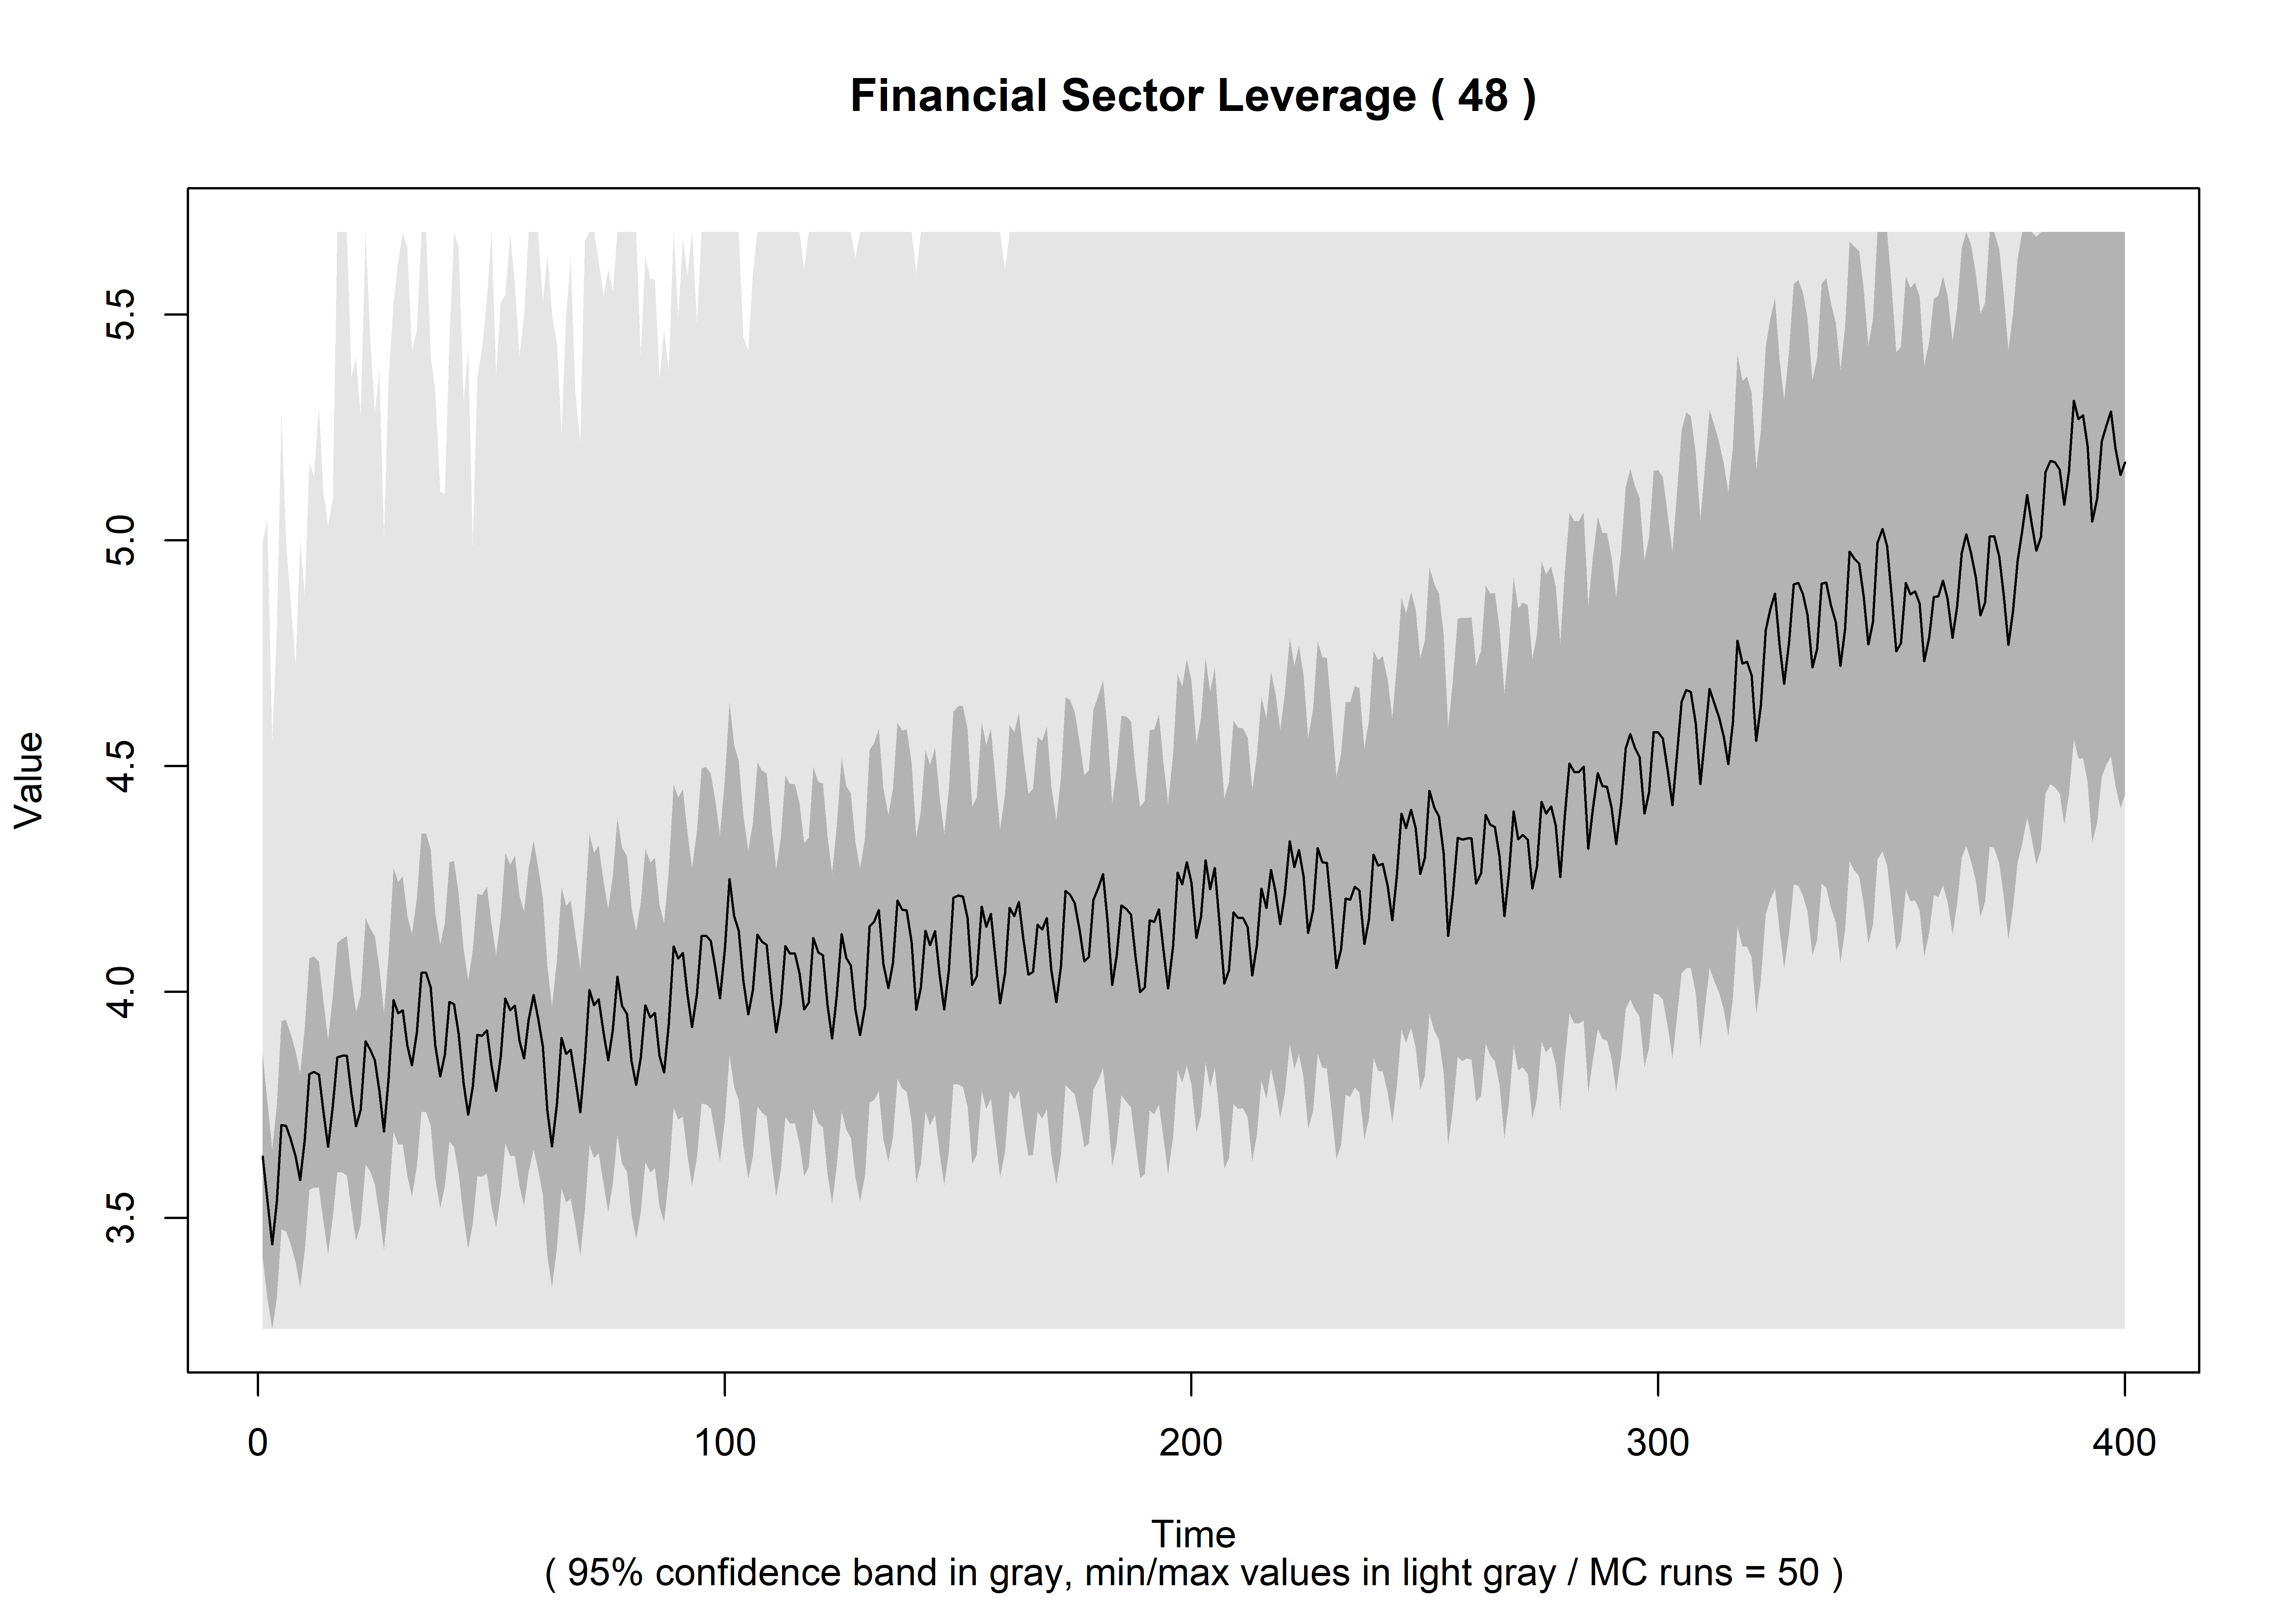 Financial Sector Leverage ( 48 )
Value
5.5
5.0
4.5
4.0
3.5
0 100 200 300 400
Time
( 95% confidence band in gray, min/max values in light gray / MC runs = 50 )